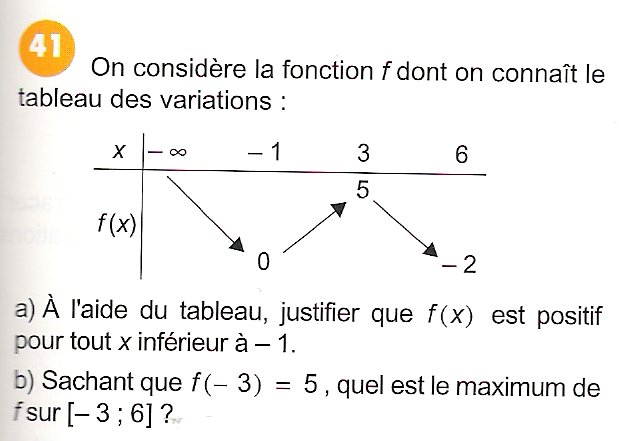 41
On considère la fonction f dont on connaît le
tableau des variations :
x − ∞ − 1 3 6
5
f(x)
0 − 2
a) À l'aide du tableau, justifier que f(x) est positif
pour tout x inférieur à − 1.
b) Sachant que f(− 3) = 5 , quel est le maximum de
f sur [− 3 ; 6] ?